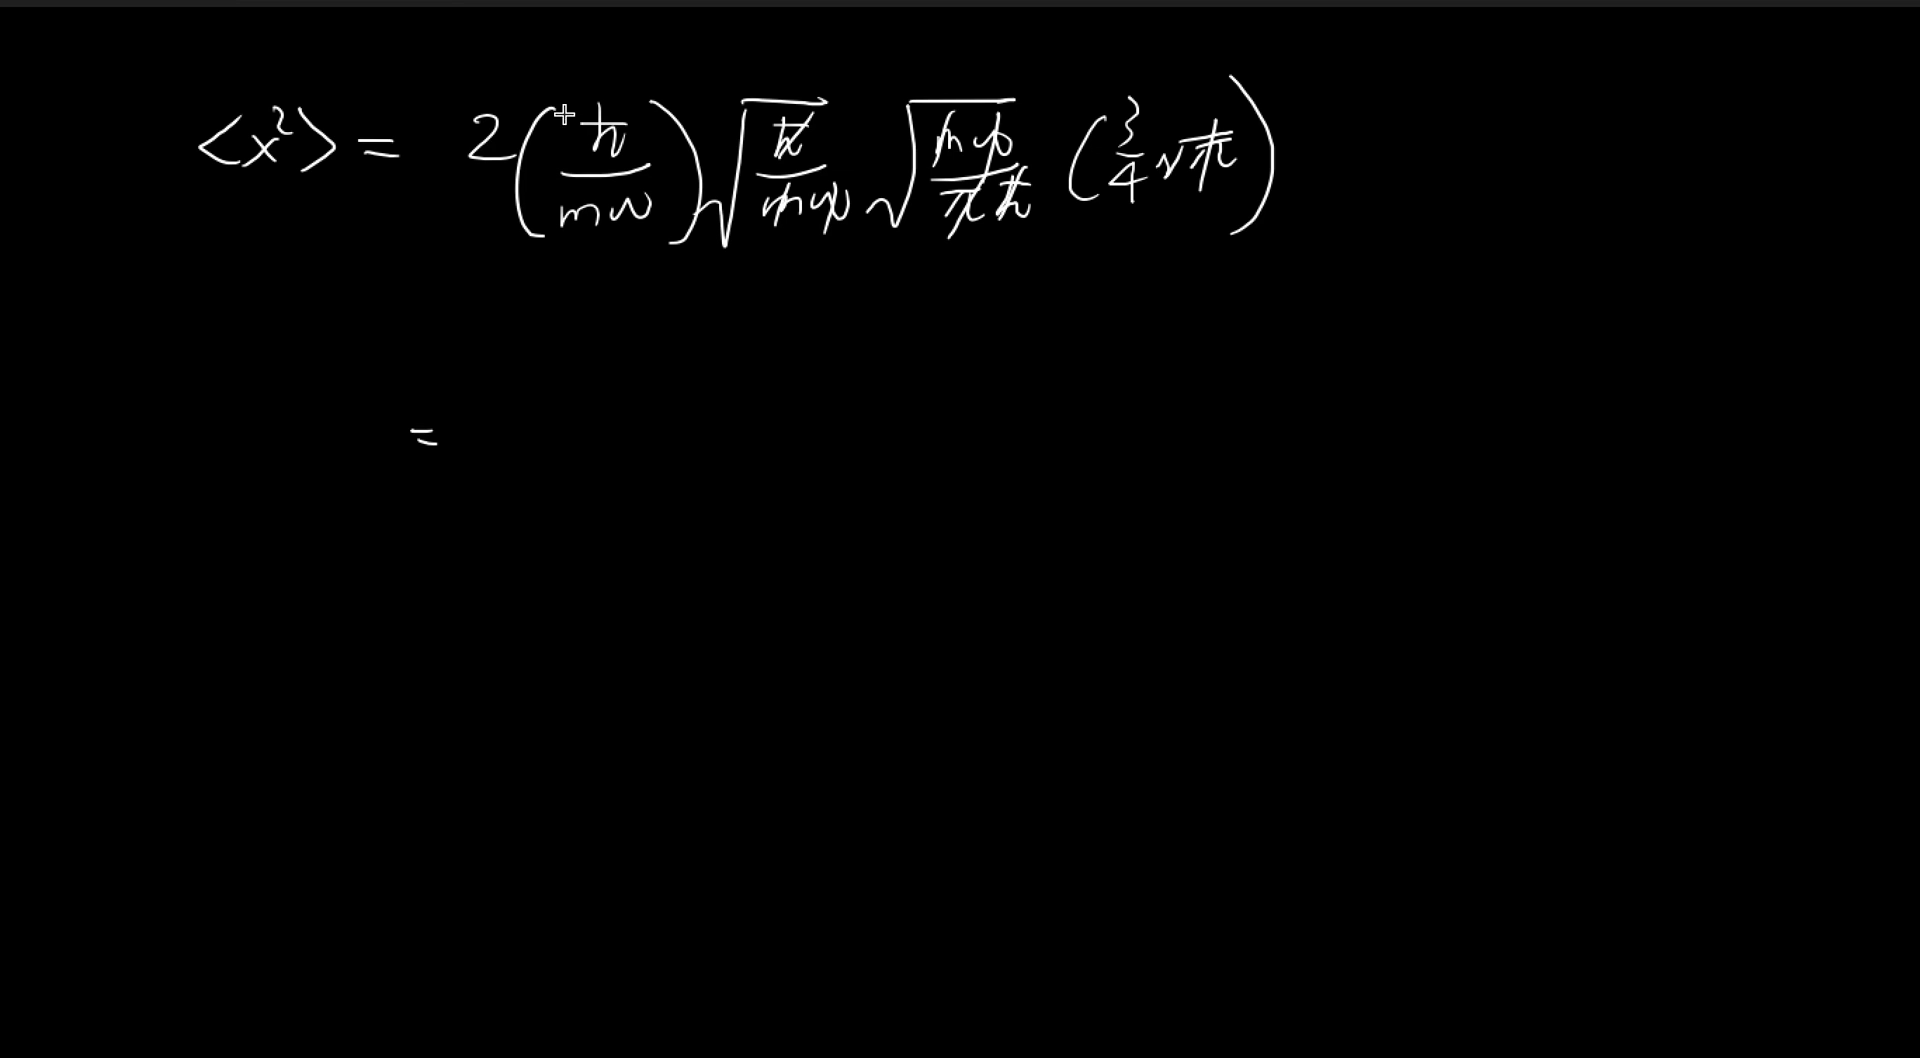 <x²> = 2(ħ/mω)√(ħ/mω) √(mω/πħ) (3/4 √π)
=